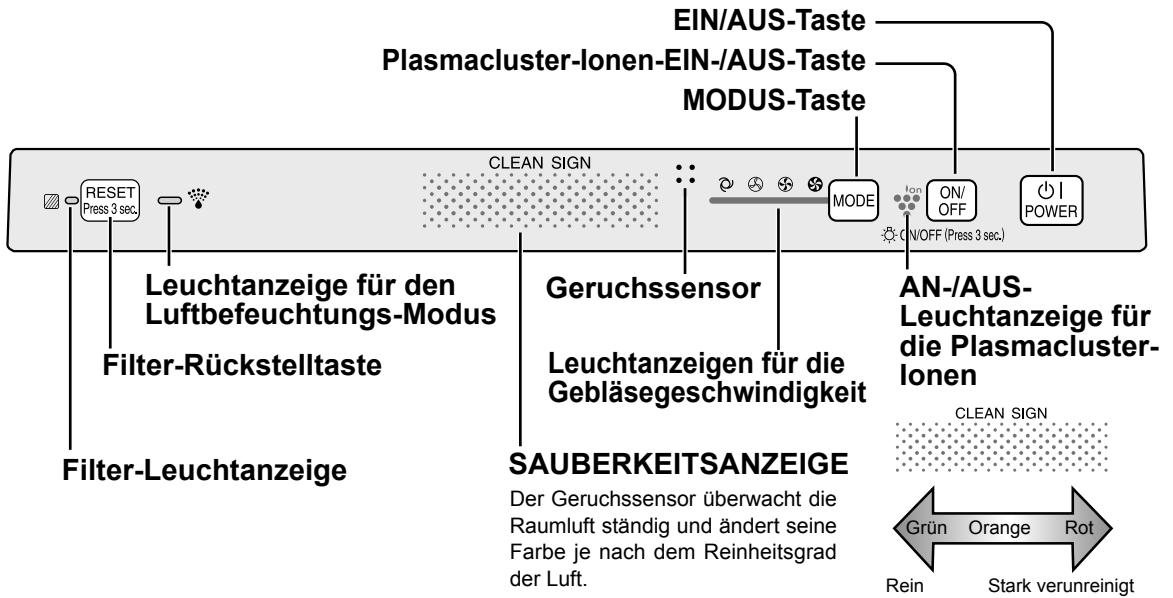 EIN/AUS-Taste
Plasmacluster-Ionen-EIN-/AUS-Taste
MODUS-Taste
CLEAN SIGN
RESET
Press 3 sec.
MODE
Ion
ON/
OFF
POWER
ON/OFF (Press 3 sec.)
Leuchtanzeige für den
Luftbefeuchtungs-Modus
Filter-Rückstelltaste
Filter-Leuchtanzeige
Geruchssensor
Leuchtanzeigen für die
Gebläsegeschwindigkeit
AN-/AUS-
Leuchtanzeige für
die Plasmacluster-
Ionen
SAUBERKEITSANZEIGE
Der Geruchssensor überwacht die
Raumluft ständig und ändert seine
Farbe je nach dem Reinheitsgrad
der Luft.
CLEAN SIGN
Grün Orange Rot
Rein Stark verunreinigt